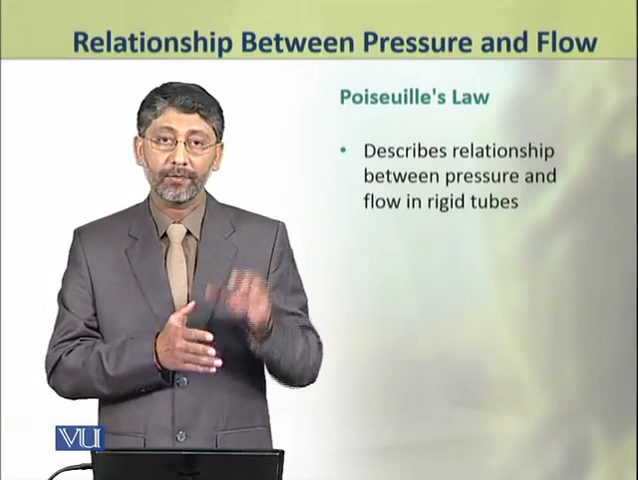 Relationship Between Pressure and Flow
Poiseuille's Law
• Describes relationship
between pressure and
flow in rigid tubes
VU